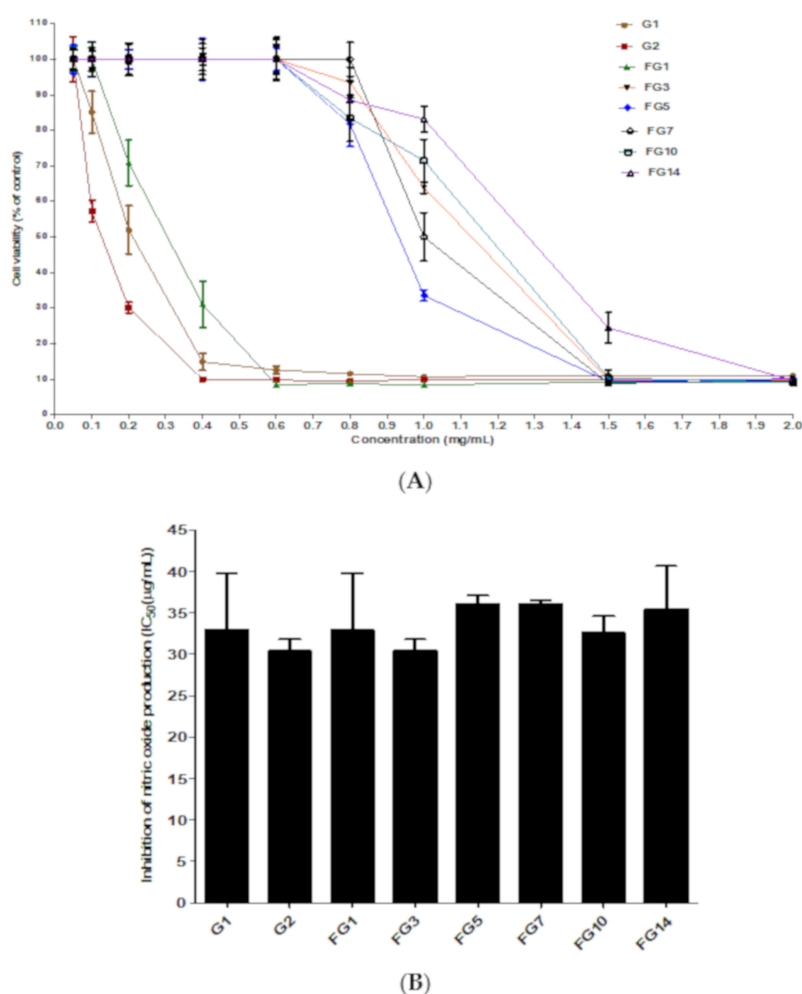 110
100
90
80
70
60
50
40
30
20
10
0
Cell viability (% of control)
G1
G2
FG1
FG3
FG5
FG7
FG10
FG14
0.0 0.1 0.2 0.3 0.4 0.5 0.6 0.7 0.8 0.9 1.0 1.1 1.2 1.3 1.4 1.5 1.6 1.7 1.8 1.9 2.0
Concentration (mg/mL)
(A)
Inhibition of nitric oxide production (IC50(µg/mL))
45
40
35
30
25
20
15
10
5
0
G1 G2 FG1 FG3 FG5 FG7 FG10 FG14
(B)